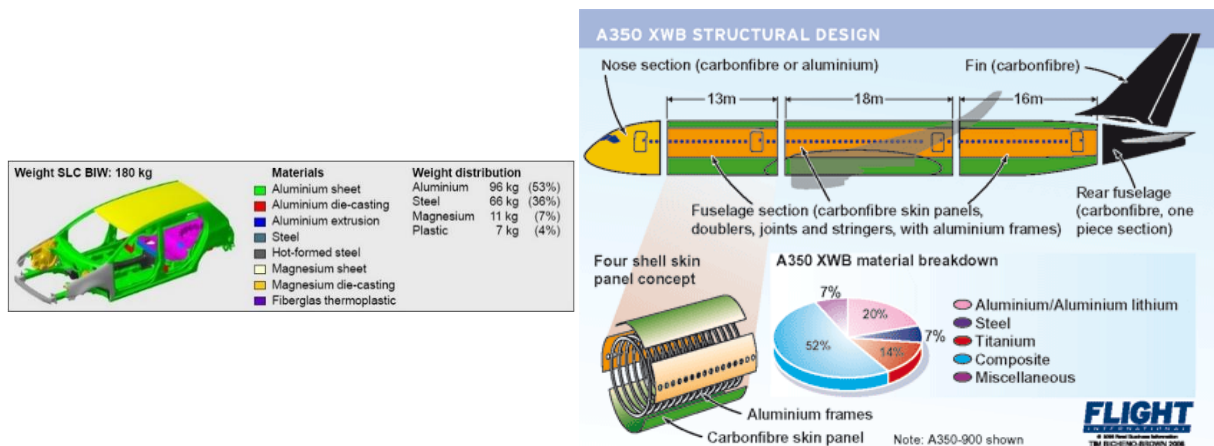 Weight SLC BIW: 180 kg
Materials
Aluminium sheet
Aluminium die-casting
Aluminium extrusion
Steel
Hot-formed steel
Magnesium sheet
Magnesium die-casting
Fiberglas thermoplastic
Weight distribution
Aluminium 96 kg (53%)
Steel 66 kg (36%)
Magnesium 11 kg (7%)
Plastic 7 kg (4%)
A350 XWB STRUCTURAL DESIGN
Nose section (carbonfibre or aluminium)
Fin (carbonfibre)
13m
18m
16m
Fuselage section (carbonfibre skin panels,
doublers, joints and stringers, with aluminium frames)
Rear fuselage
(carbonfibre, one
piece section)
Four shell skin
panel concept
Aluminium frames
Carbonfibre skin panel
A350 XWB material breakdown
7%
20%
7%
14%
52%
Aluminium/Aluminium lithium
Steel
Titanium
Composite
Miscellaneous
Note: A350-900 shown
FLIGHT
INTERNATIONAL